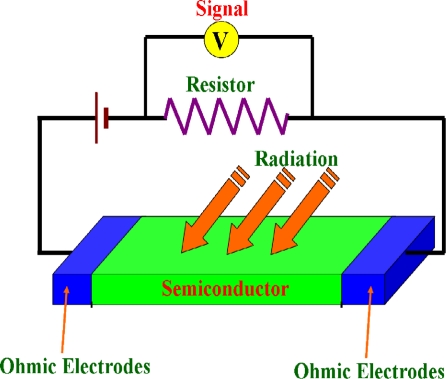 Signal
V
Resistor
Radiation
Semiconductor
Ohmic Electrodes
Ohmic Electrodes